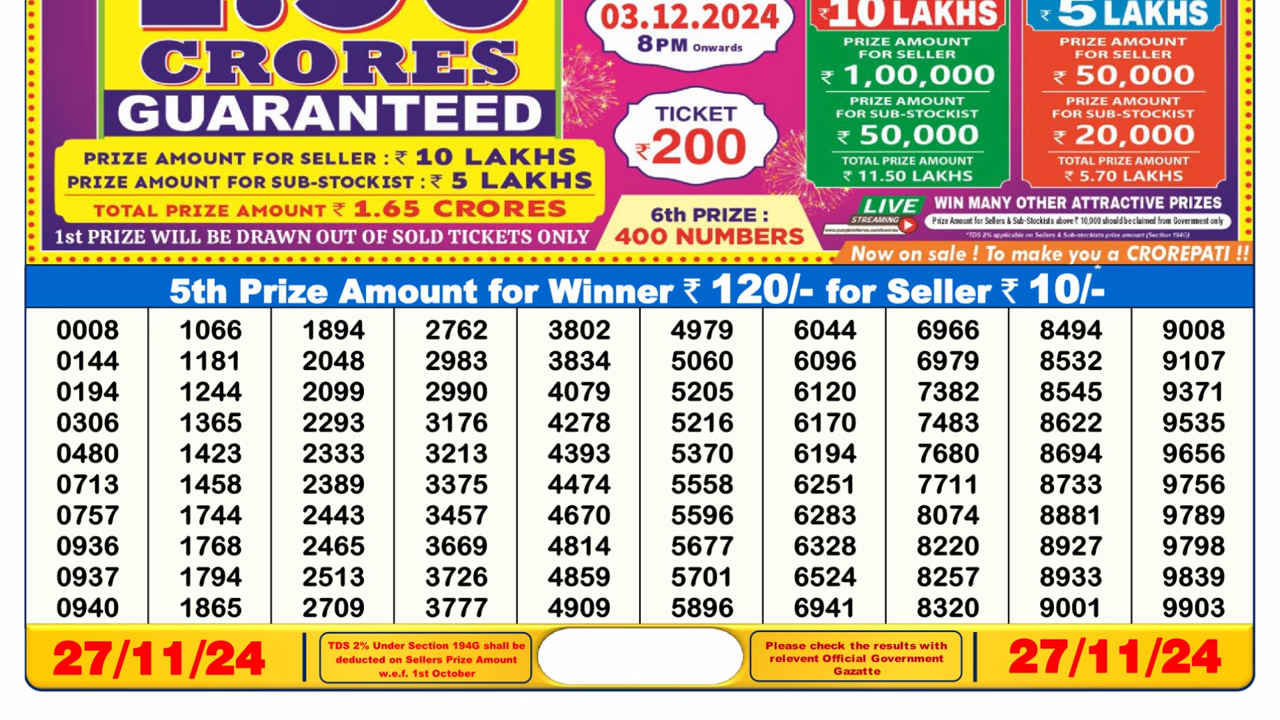 CRORES
GUARANTEED
PRIZE AMOUNT FOR SELLER : ₹ 10 LAKHS
PRIZE AMOUNT FOR SUB-STOCKIST : ₹ 5 LAKHS
TOTAL PRIZE AMOUNT ₹ 1.65 CRORES
1st PRIZE WILL BE DRAWN OUT OF SOLD TICKETS ONLY
03.12.2024
8PM Onwards
TICKET
₹200
6th PRIZE :
400 NUMBERS
₹10 LAKHS
PRIZE AMOUNT
FOR SELLER
₹ 1,00,000
PRIZE AMOUNT
FOR SUB-STOCKIST
₹ 50,000
TOTAL PRIZE AMOUNT
₹ 11.50 LAKHS
₹ 5 LAKHS
PRIZE AMOUNT
FOR SELLER
₹ 50,000
PRIZE AMOUNT
FOR SUB-STOCKIST
₹ 20,000
TOTAL PRIZE AMOUNT
₹ 5.70 LAKHS
LIVE
STREAMING
WIN MANY OTHER ATTRACTIVE PRIZES
Prize Amount for Sellers & Sub-Stockists above ₹ 10,000 should be claimed from Government only
*TDS 2% applicable on Sellers & Sub-stockists prize amount (Section 194G)
Now on sale ! To make you a CROREPATI !!
5th Prize Amount for Winner ₹ 120/- for Seller ₹ 10/-*
0008 1066 1894 2762 3802 4979 6044 6966 8494 9008
0144 1181 2048 2983 3834 5060 6096 6979 8532 9107
0194 1244 2099 2990 4079 5205 6120 7382 8545 9371
0306 1365 2293 3176 4278 5216 6170 7483 8622 9535
0480 1423 2333 3213 4393 5370 6194 7680 8694 9656
0713 1458 2389 3375 4474 5558 6251 7711 8733 9756
0757 1744 2443 3457 4670 5596 6283 8074 8881 9789
0936 1768 2465 3669 4814 5677 6328 8220 8927 9798
0937 1794 2513 3726 4859 5701 6524 8257 8933 9839
0940 1865 2709 3777 4909 5896 6941 8320 9001 9903
27/11/24
TDS 2% Under Section 194G shall be
deducted on Sellers Prize Amount
w.e.f. 1st October
Please check the results with
relevent Official Government
Gazatte
27/11/24